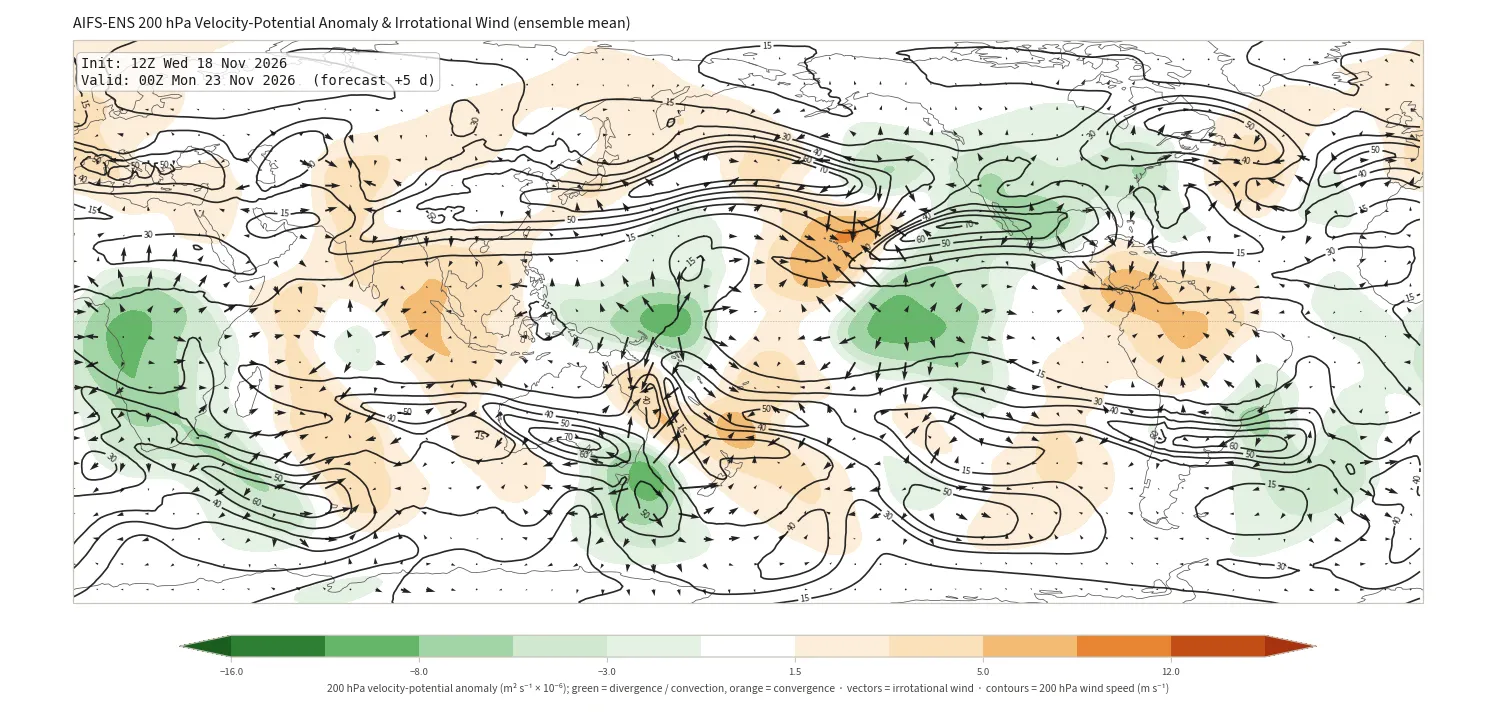 AIFS-ENS 200 hPa Velocity-Potential Anomaly & Irrotational Wind (ensemble mean)
Init: 12Z Wed 18 Nov 2026
Valid: 00Z Mon 23 Nov 2026 (forecast +5 d)
−16.0 −8.0 −3.0 1.5 5.0 12.0
200 hPa velocity-potential anomaly (m² s⁻¹ × 10⁻⁶); green = divergence / convection, orange = convergence · vectors = irrotational wind · contours = 200 hPa wind speed (m s⁻¹)